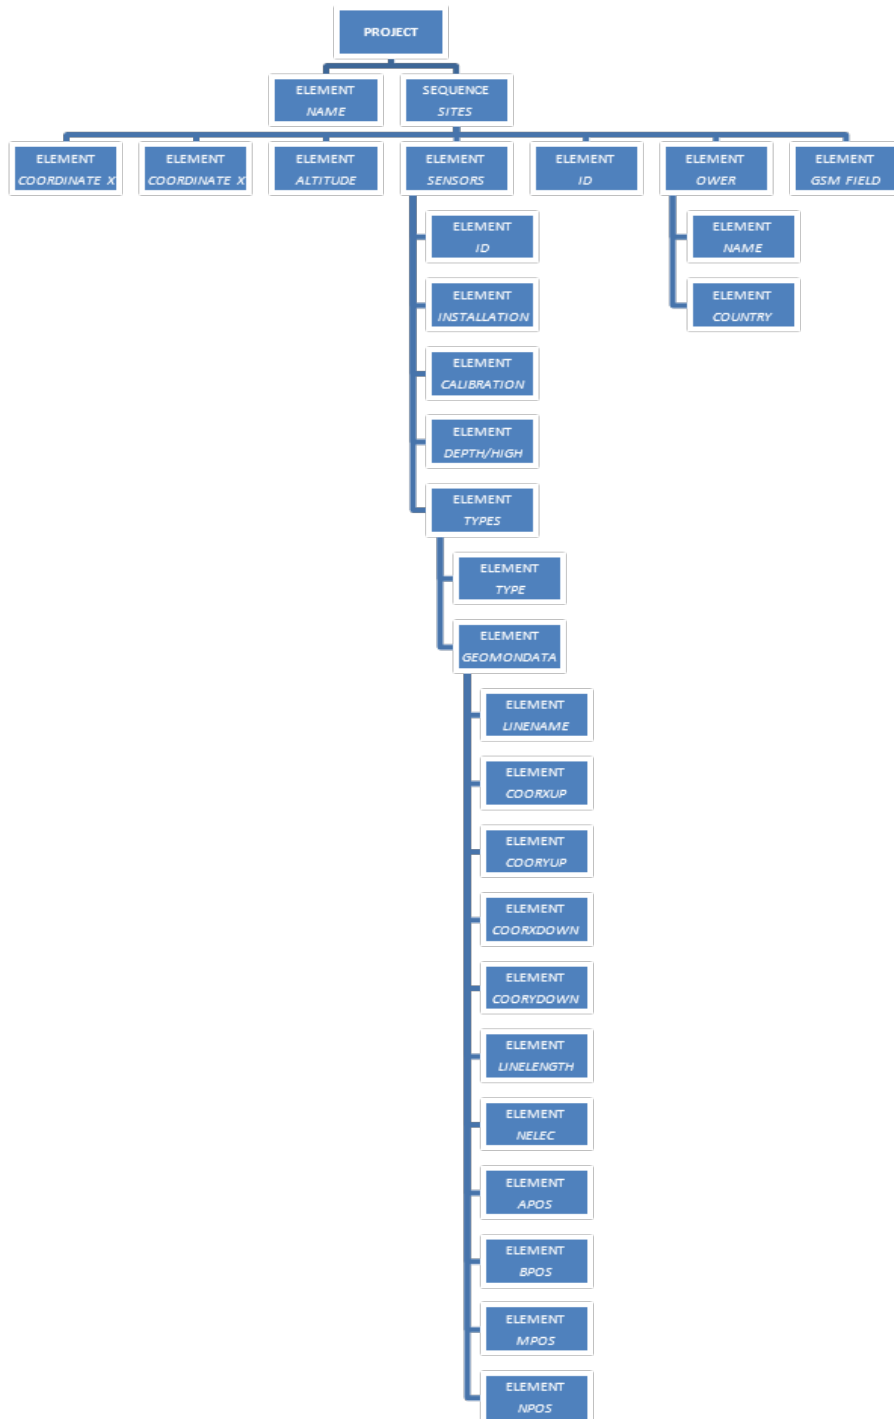 PROJECT
ELEMENT
NAME
SEQUENCE
SITES
ELEMENT
COORDINATE X
ELEMENT
COORDINATE X
ELEMENT
ALTITUDE
ELEMENT
SENSORS
ELEMENT
ID
ELEMENT
OWER
ELEMENT
GSM FIELD
ELEMENT
ID
ELEMENT
INSTALLATION
ELEMENT
CALIBRATION
ELEMENT
DEPTH/HIGH
ELEMENT
TYPES
ELEMENT
TYPE
ELEMENT
GEOMONDATA
ELEMENT
LINENAME
ELEMENT
COORXUP
ELEMENT
COORYUP
ELEMENT
COORXDOWN
ELEMENT
COORYDOWN
ELEMENT
LINELENGTH
ELEMENT
NELEC
ELEMENT
APOS
ELEMENT
BPOS
ELEMENT
MPOS
ELEMENT
NPOS
ELEMENT
NAME
ELEMENT
COUNTRY